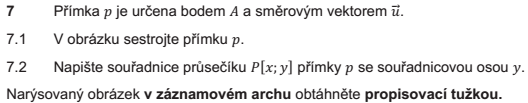 7 Přímka p je určena bodem A a směrovým vektorem u⃗.
7.1 V obrázku sestrojte přímku p.
7.2 Napište souřadnice průsečíku P[x; y] přímky p se souřadnicovou osou y.
Narýsovaný obrázek v záznamovém archu obtáhněte propisovací tužkou.